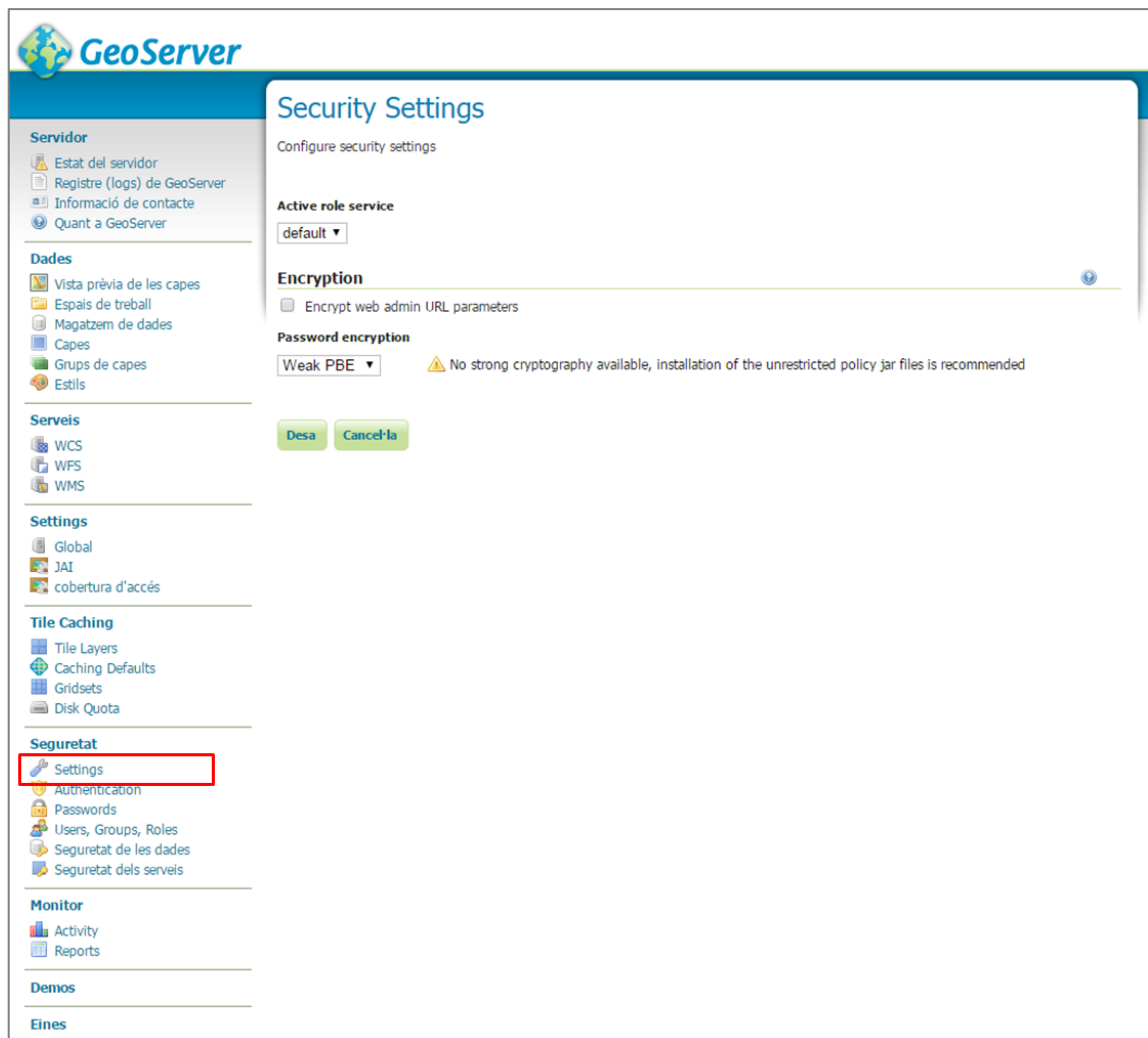 GeoServer
Servidor
Estat del servidor
Registre (logs) de GeoServer
Informació de contacte
Quant a GeoServer
Dades
Vista prèvia de les capes
Espais de treball
Magatzem de dades
Capes
Grups de capes
Estils
Serveis
WCS
WFS
WMS
Settings
Global
JAI
cobertura d'accés
Tile Caching
Tile Layers
Caching Defaults
Gridsets
Disk Quota
Seguretat
Settings
Authentication
Passwords
Users, Groups, Roles
Seguretat de les dades
Seguretat dels serveis
Monitor
Activity
Reports
Demos
Eines
Security Settings
Configure security settings
Active role service
default
Encryption
Encrypt web admin URL parameters
Password encryption
Weak PBE
No strong cryptography available, installation of the unrestricted policy jar files is recommended
Desa
Cancel·la